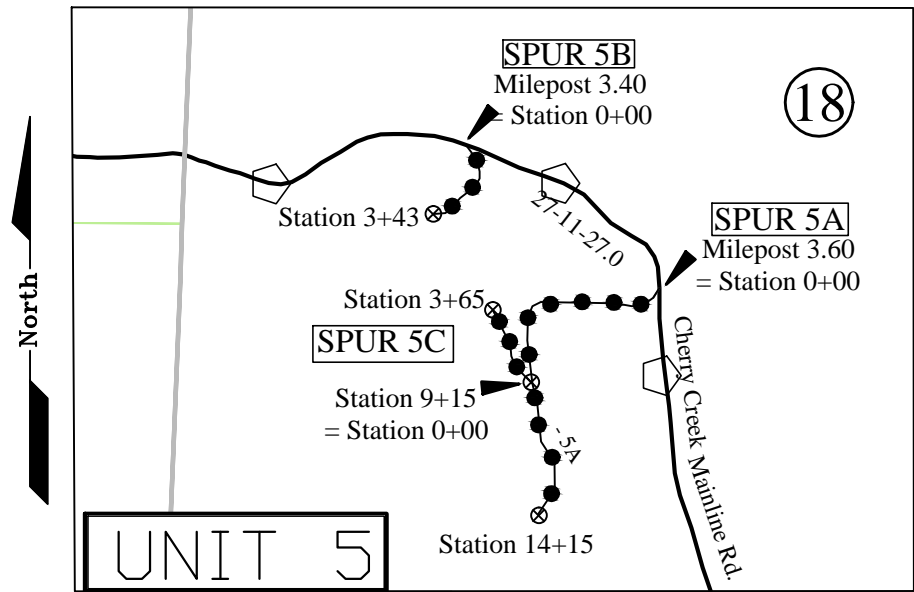 SPUR 5B
Milepost 3.40
= Station 0+00
18
Station 3+43
27-11-27.0
SPUR 5A
Milepost 3.60
= Station 0+00
North
Station 3+65
SPUR 5C
Station 9+15
= Station 0+00
- 5A
Cherry Creek Mainline Rd.
Station 14+15
UNIT 5